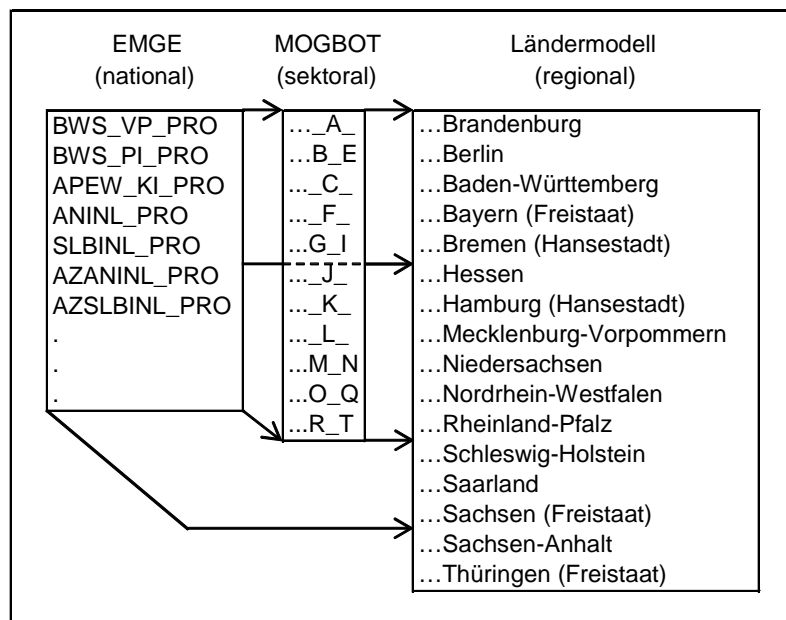 EMGE
(national)
MOGBOT
(sektoral)
Ländermodell
(regional)
BWS_VP_PRO
BWS_PI_PRO
APEW_KI_PRO
ANINL_PRO
SLBINL_PRO
AZANINL_PRO
AZSLBINL_PRO
.
.
.
…_A_
...B_E
..._C_
..._F_
...G_I
..._J_
..._K_
..._L_
...M_N
...O_Q
...R_T
…Brandenburg
…Berlin
…Baden-Württemberg
…Bayern (Freistaat)
…Bremen (Hansestadt)
…Hessen
…Hamburg (Hansestadt)
…Mecklenburg-Vorpommern
…Niedersachsen
…Nordrhein-Westfalen
…Rheinland-Pfalz
…Schleswig-Holstein
…Saarland
…Sachsen (Freistaat)
…Sachsen-Anhalt
…Thüringen (Freistaat)